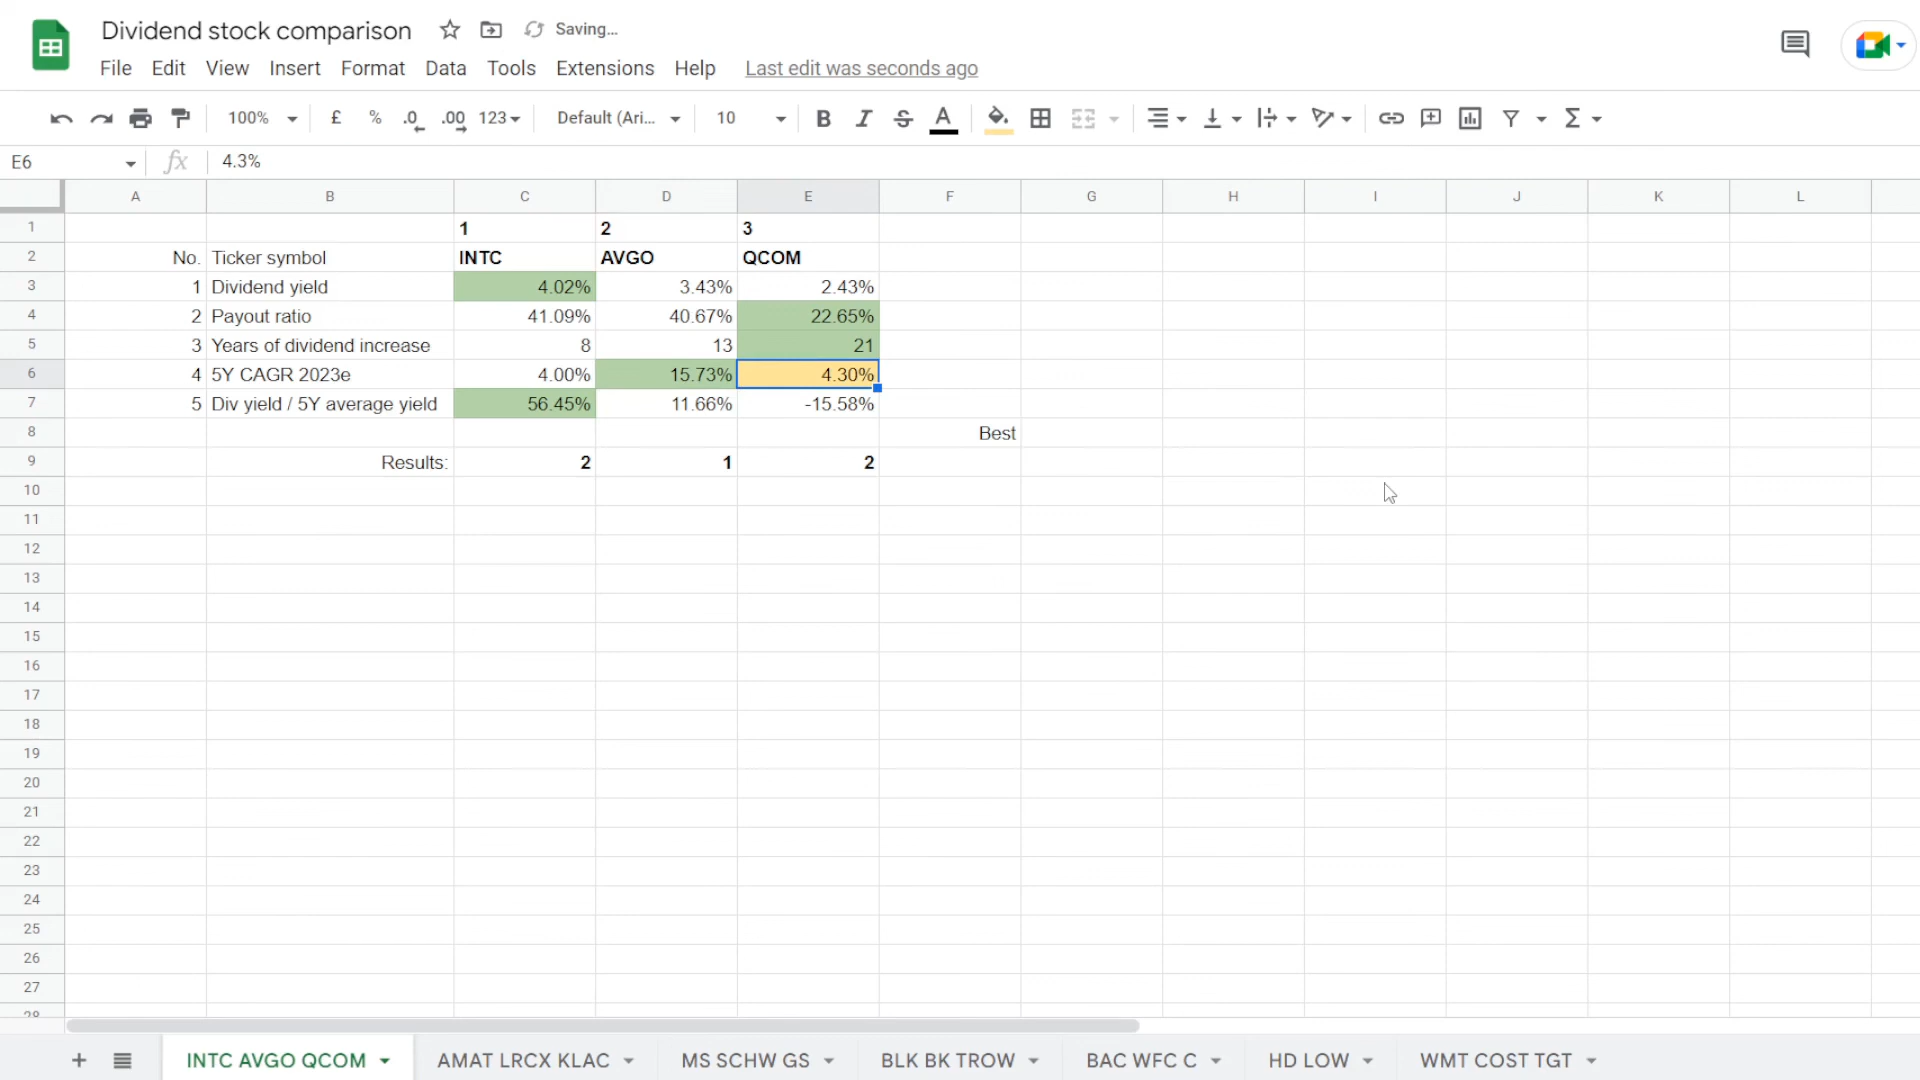 Dividend stock comparison Saving...
File Edit View Insert Format Data Tools Extensions Help Last edit was seconds ago
100% £ % .0 .00 123 Default (Ari... 10 B I S A Σ
E6 fx 4.3%
A B C D E F G H I J K L
1 1 2 3
2 No. Ticker symbol INTC AVGO QCOM
3 1 Dividend yield 4.02% 3.43% 2.43%
4 2 Payout ratio 41.09% 40.67% 22.65%
5 3 Years of dividend increase 8 13 21
6 4 5Y CAGR 2023e 4.00% 15.73% 4.30%
7 5 Div yield / 5Y average yield 56.45% 11.66% -15.58%
8 Best
9 Results: 2 1 2
10
11
12
13
14
15
16
17
18
19
20
21
22
23
24
25
26
27
28
+ INTC AVGO QCOM AMAT LRCX KLAC MS SCHW GS BLK BK TROW BAC WFC C HD LOW WMT COST TGT